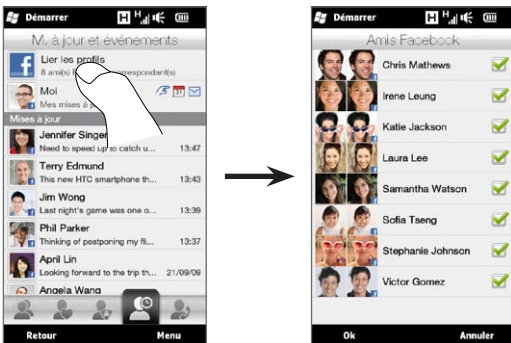 Démarrer
M. à jour et événements
Lier les profils
8 ami(s) correspondant(s)
Moi
Mes mises à
Mises à jour
Jennifer Singer
Need to speed up to catch u... 13:47
Terry Edmund
This new HTC smartphone th... 13:43
Jim Wong
Last night's game was one o... 13:39
Phil Parker
Thinking of postponing my fli... 13:37
April Lin
Looking forward to the trip th... 21/09/09
Angela Wang
Retour Menu
Démarrer
Amis Facebook
Chris Mathews
Irene Leung
Katie Jackson
Laura Lee
Samantha Watson
Sofia Tseng
Stephanie Johnson
Victor Gomez
Ok Annuler